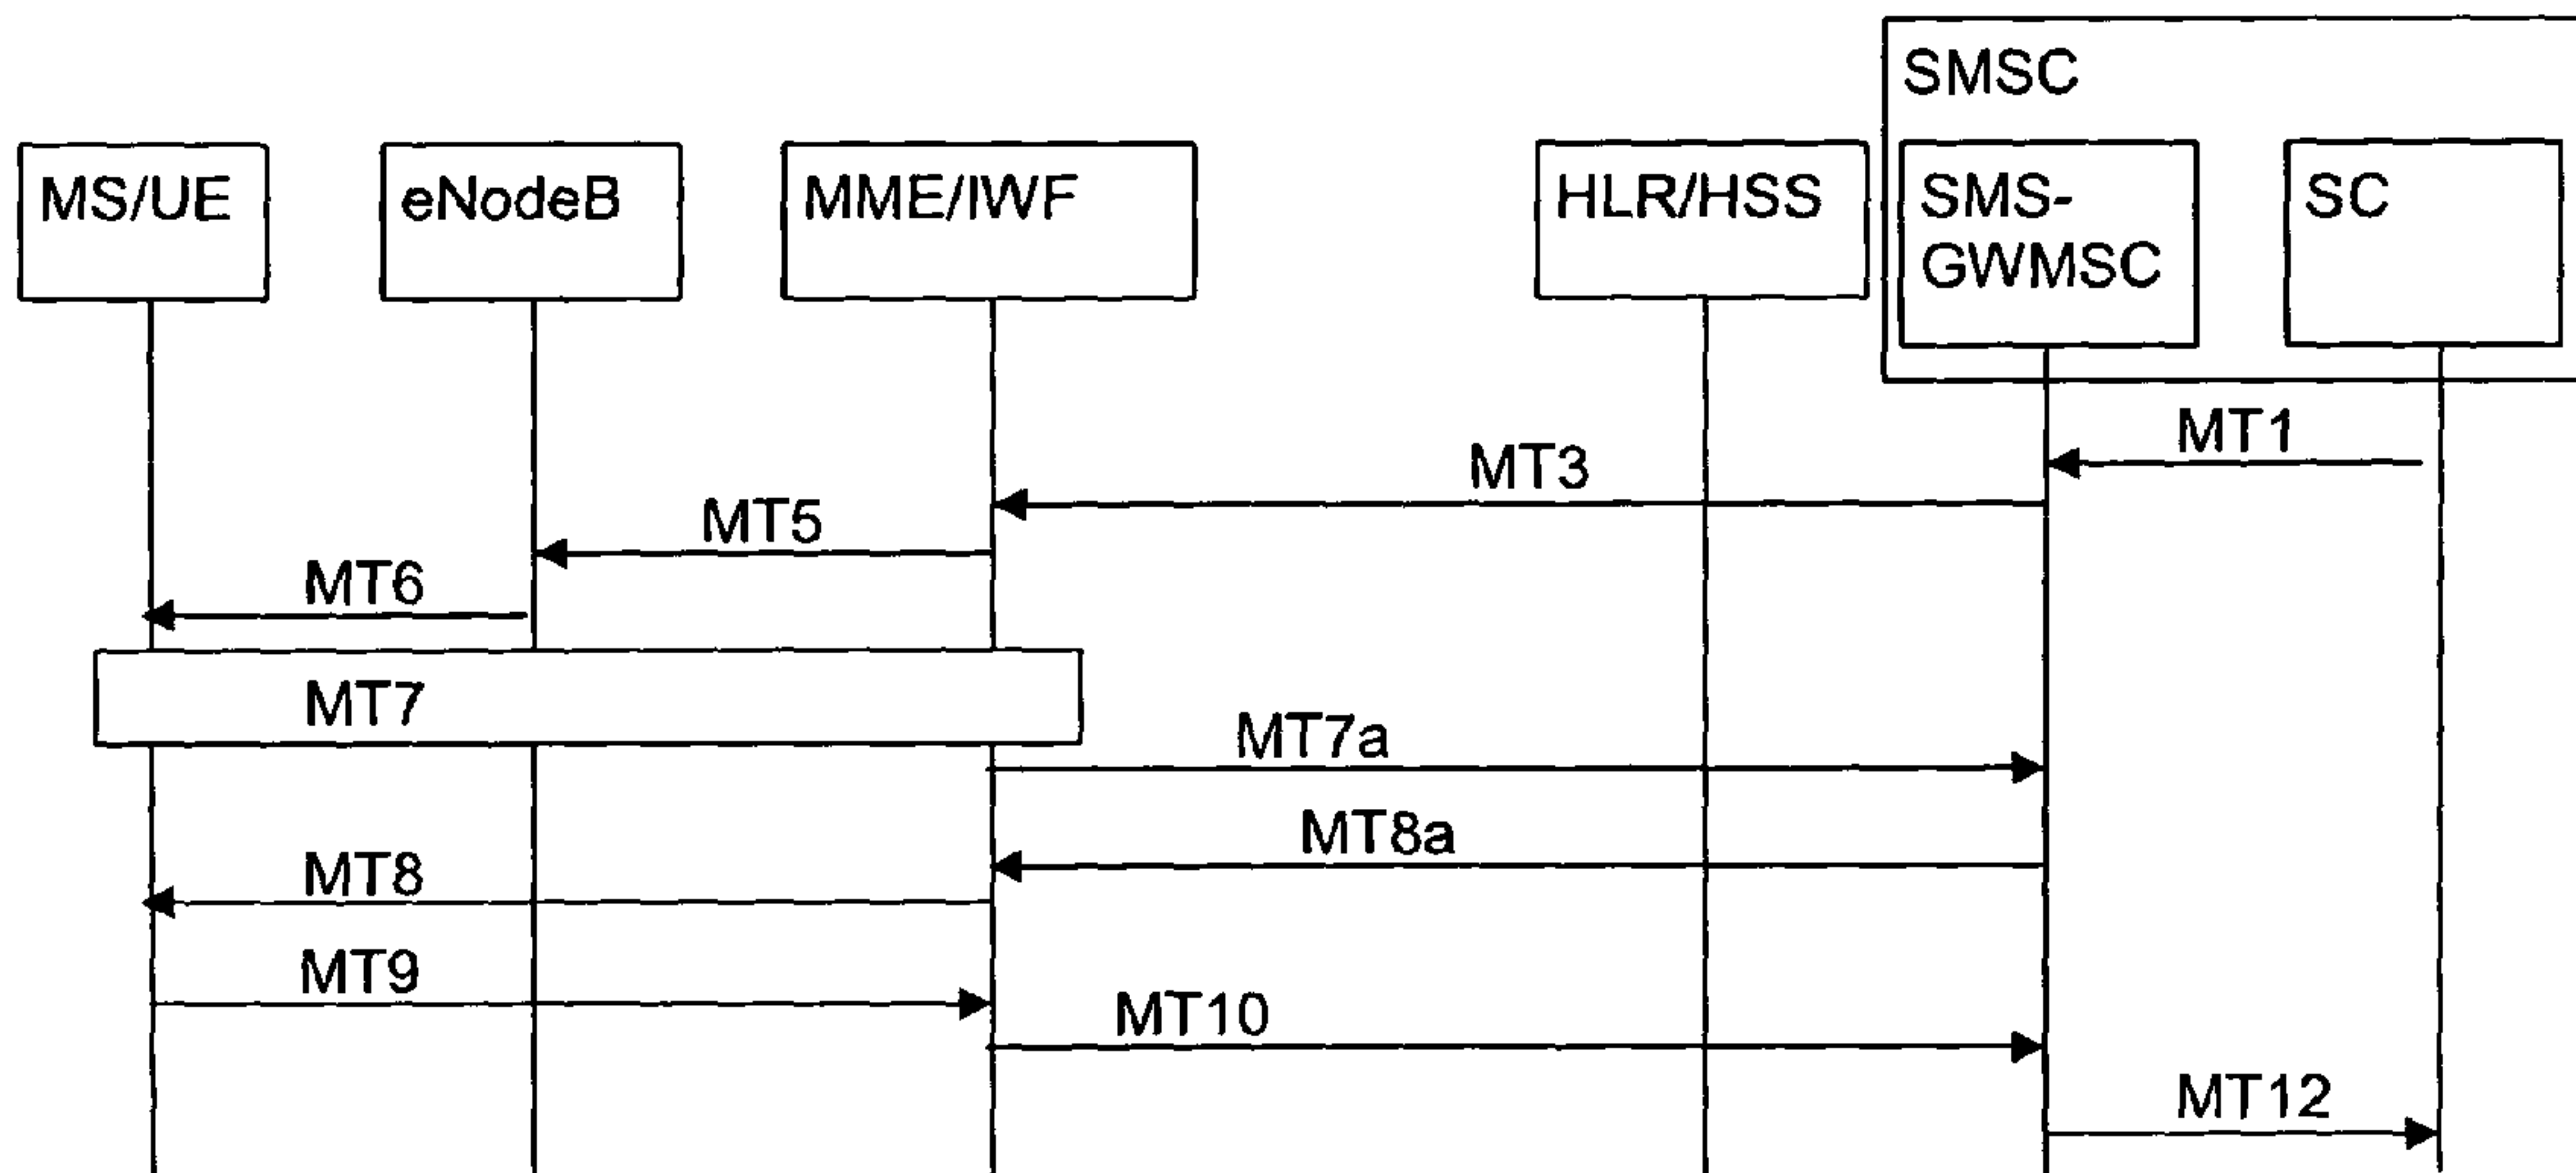 SMSC
MS/UE
eNodeB
MME/IWF
HLR/HSS
SMS-
GWMSC
SC
MT1
MT3
MT5
MT6
MT7
MT7a
MT8a
MT8
MT9
MT10
MT12